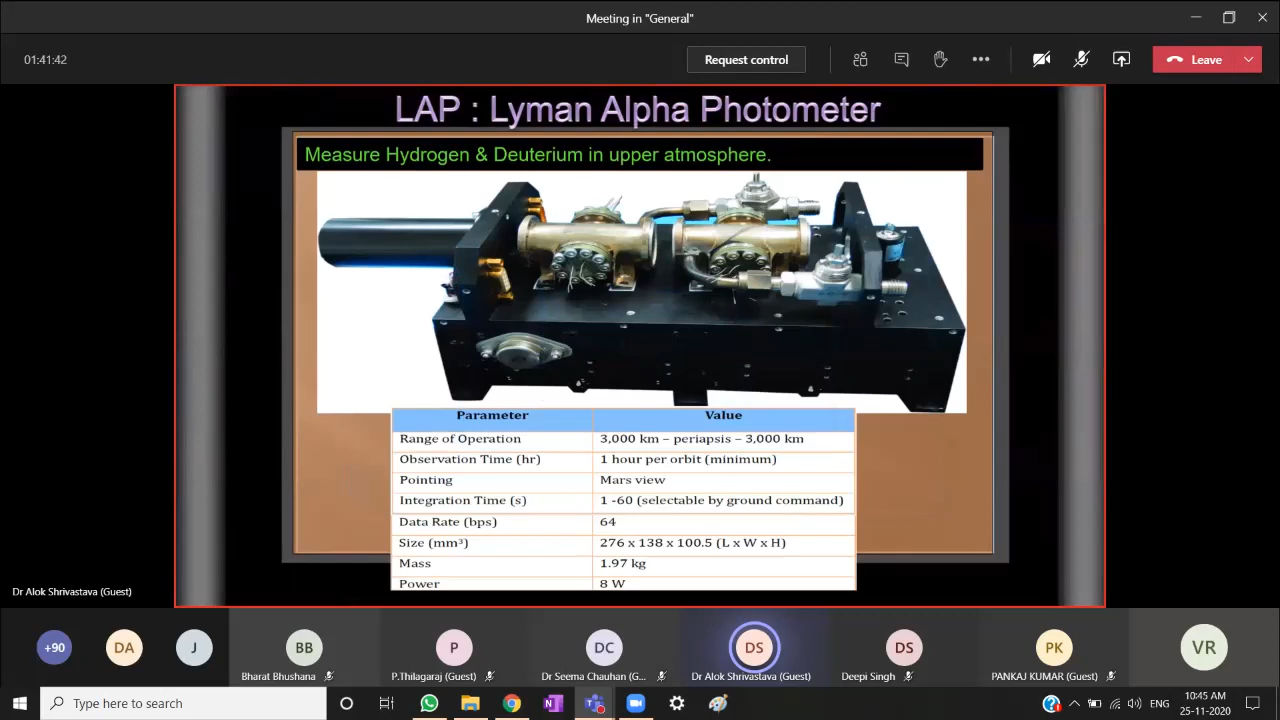 Meeting in "General"
01:41:42
Request control
Leave
LAP : Lyman Alpha Photometer
Measure Hydrogen & Deuterium in upper atmosphere.
Parameter Value
Range of Operation 3,000 km – periapsis – 3,000 km
Observation Time (hr) 1 hour per orbit (minimum)
Pointing Mars view
Integration Time (s) 1 -60 (selectable by ground command)
Data Rate (bps) 64
Size (mm³) 276 x 138 x 100.5 (L x W x H)
Mass 1.97 kg
Power 8 W
Dr Alok Shrivastava (Guest)
+90 DA J BB P DC DS DS PK VR
Bharat Bhushana P.Thilagaraj (Guest) Dr Seema Chauhan (G... Dr Alok Shrivastava (Guest) Deepi Singh PANKAJ KUMAR (Guest)
Type here to search
ENG
10:45 AM
25-11-2020